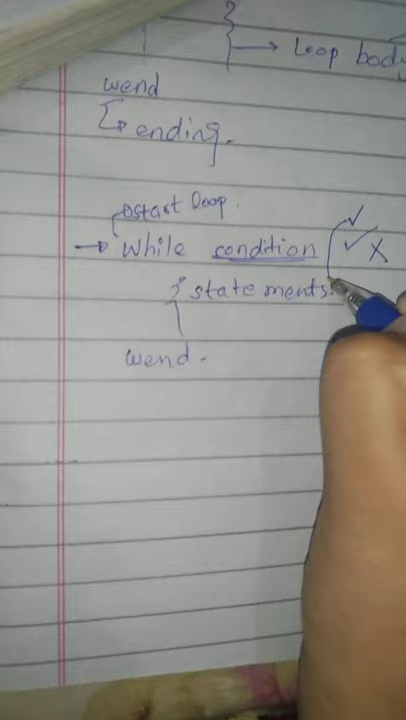 } → Loop body
wend
↳ ending.
start loop.
→ While condition ✓
✓ X
} statements.
wend.